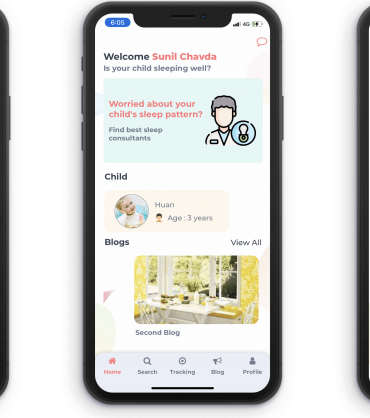 6:05
4G
Welcome Sunil Chavda
Is your child sleeping well?
Worried about your
child's sleep pattern?
Find best sleep
consultants
Child
Huan
Age : 3 years
Blogs
View All
Second Blog
Home
Search
Tracking
Blog
Profile